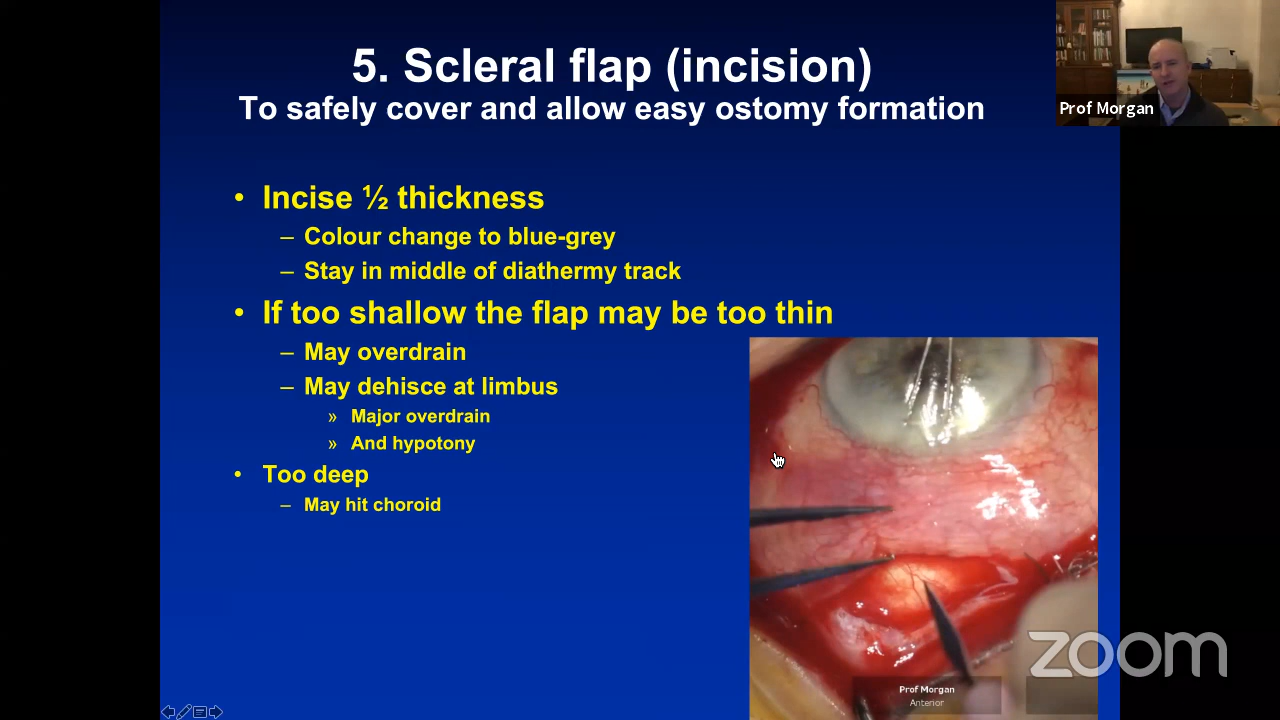 5. Scleral flap (incision)
To safely cover and allow easy ostomy formation
Prof Morgan
• Incise ½ thickness
– Colour change to blue-grey
– Stay in middle of diathermy track
• If too shallow the flap may be too thin
– May overdrain
– May dehisce at limbus
» Major overdrain
» And hypotony
• Too deep
– May hit choroid
Prof Morgan
Anterior
zoom